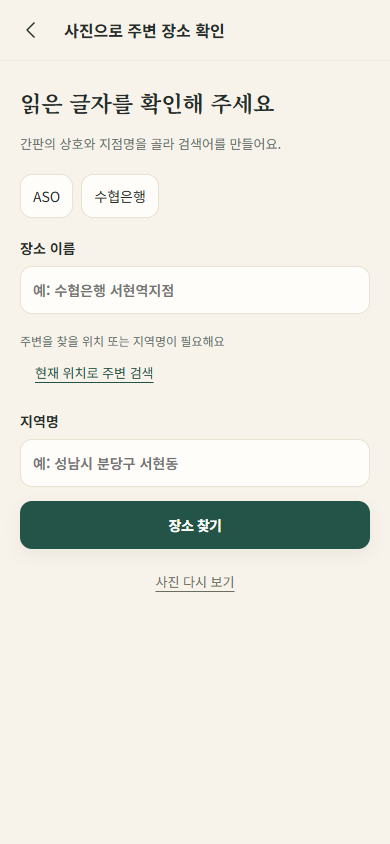 사진으로 주변 장소 확인
읽은 글자를 확인해 주세요
간판의 상호와 지점명을 골라 검색어를 만들어요.
ASO 수협은행
장소 이름
예: 수협은행 서현역지점
주변을 찾을 위치 또는 지역명이 필요해요
현재 위치로 주변 검색
지역명
예: 성남시 분당구 서현동
장소 찾기
사진 다시 보기